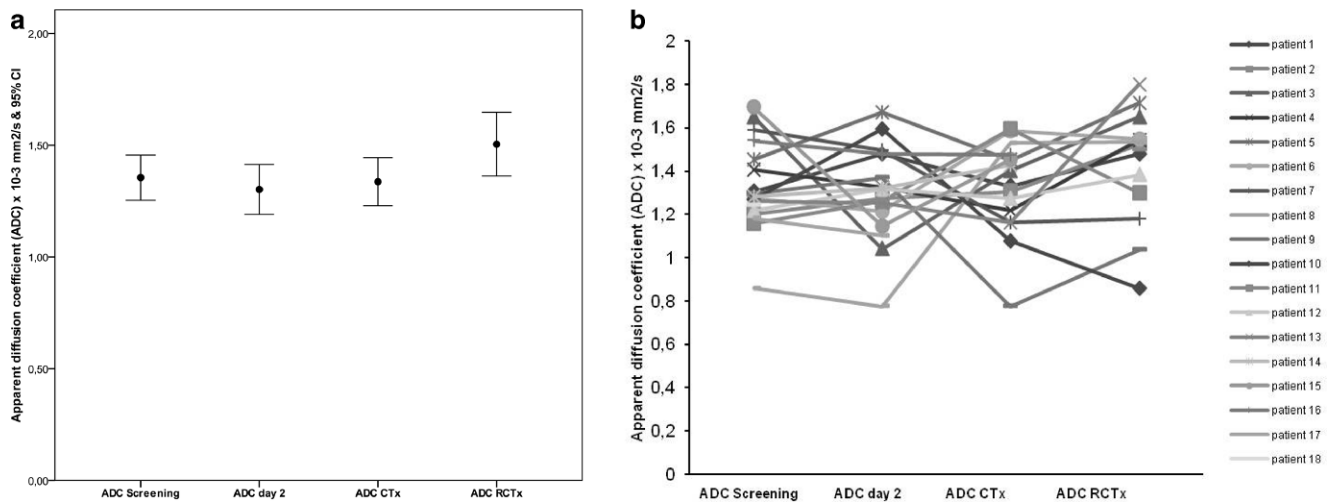 a
Apparent diffusion coefficient (ADC) x 10-3 mm2/s & 95% CI
2,00
1,50
1,00
0,50
0,00
ADC Screening
ADC day 2
ADC CTx
ADC RCTx
b
Apparent diffusion coefficient (ADC) x 10-3 mm2/s
2
1,8
1,6
1,4
1,2
1
0,8
0,6
0,4
0,2
0
ADC Screening
ADC day 2
ADC CTx
ADC RCTx
patient 1
patient 2
patient 3
patient 4
patient 5
patient 6
patient 7
patient 8
patient 9
patient 10
patient 11
patient 12
patient 13
patient 14
patient 15
patient 16
patient 17
patient 18